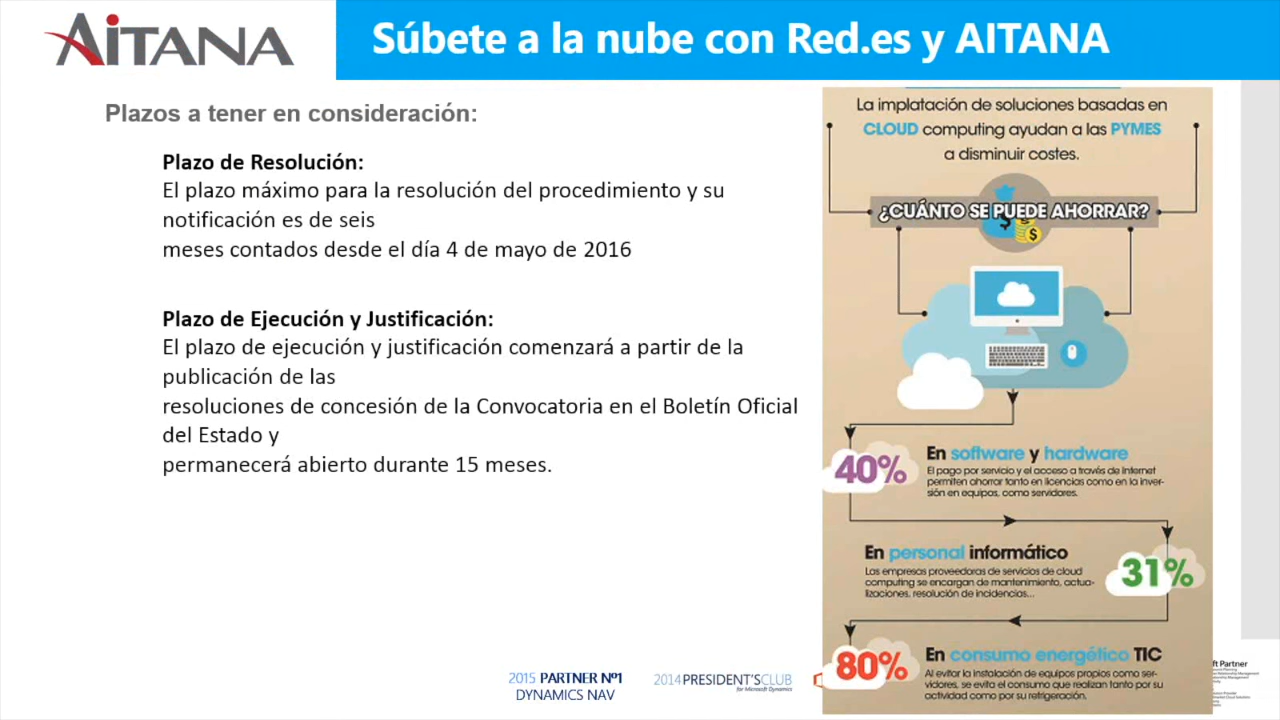 AITANA
Súbete a la nube con Red.es y AITANA
Plazos a tener en consideración:
Plazo de Resolución:
El plazo máximo para la resolución del procedimiento y su
notificación es de seis
meses contados desde el día 4 de mayo de 2016
Plazo de Ejecución y Justificación:
El plazo de ejecución y justificación comenzará a partir de la
publicación de las
resoluciones de concesión de la Convocatoria en el Boletín Oficial
del Estado y
permanecerá abierto durante 15 meses.
La implatación de soluciones basadas en
CLOUD computing ayudan a las PYMES
a disminuir costes.
¿CUÁNTO SE PUEDE AHORRAR?
40%
En software y hardware
El pago por servicio y el acceso a través de Internet
permiten ahorrar tanto en licencias como en la inver-
sión en equipos, como servidores.
En personal informático
Las empresas proveedoras de servicios de cloud
computing se encargan de mantenimiento, actua-
lizaciones, resolución de incidencias...
31%
80%
En consumo energético TIC
Al evitar la instalación de equipos propios como ser-
vidores, se evita el consumo que realizan tanto por su
actividad como por su refrigeración.
2015 PARTNER Nº1
DYNAMICS NAV
2014 PRESIDENT'S CLUB
for Microsoft Dynamics
ft Partner